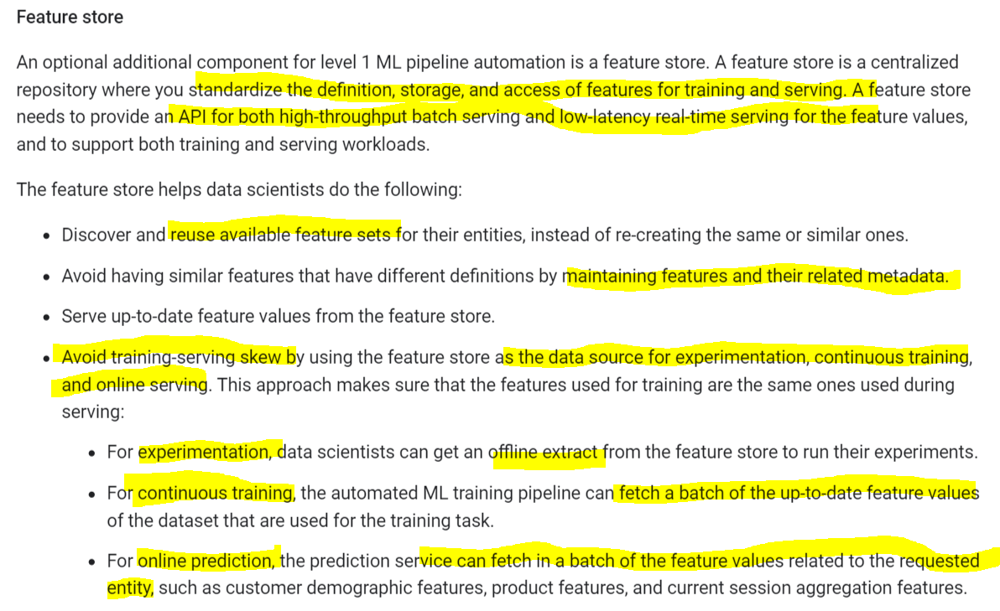 Feature store
An optional additional component for level 1 ML pipeline automation is a feature store. A feature store is a centralized
repository where you standardize the definition, storage, and access of features for training and serving. A feature store
needs to provide an API for both high-throughput batch serving and low-latency real-time serving for the feature values,
and to support both training and serving workloads.
The feature store helps data scientists do the following:
• Discover and reuse available feature sets for their entities, instead of re-creating the same or similar ones.
• Avoid having similar features that have different definitions by maintaining features and their related metadata.
• Serve up-to-date feature values from the feature store.
• Avoid training-serving skew by using the feature store as the data source for experimentation, continuous training,
and online serving. This approach makes sure that the features used for training are the same ones used during
serving:
• For experimentation, data scientists can get an offline extract from the feature store to run their experiments.
• For continuous training, the automated ML training pipeline can fetch a batch of the up-to-date feature values
of the dataset that are used for the training task.
• For online prediction, the prediction service can fetch in a batch of the feature values related to the requested
entity, such as customer demographic features, product features, and current session aggregation features.